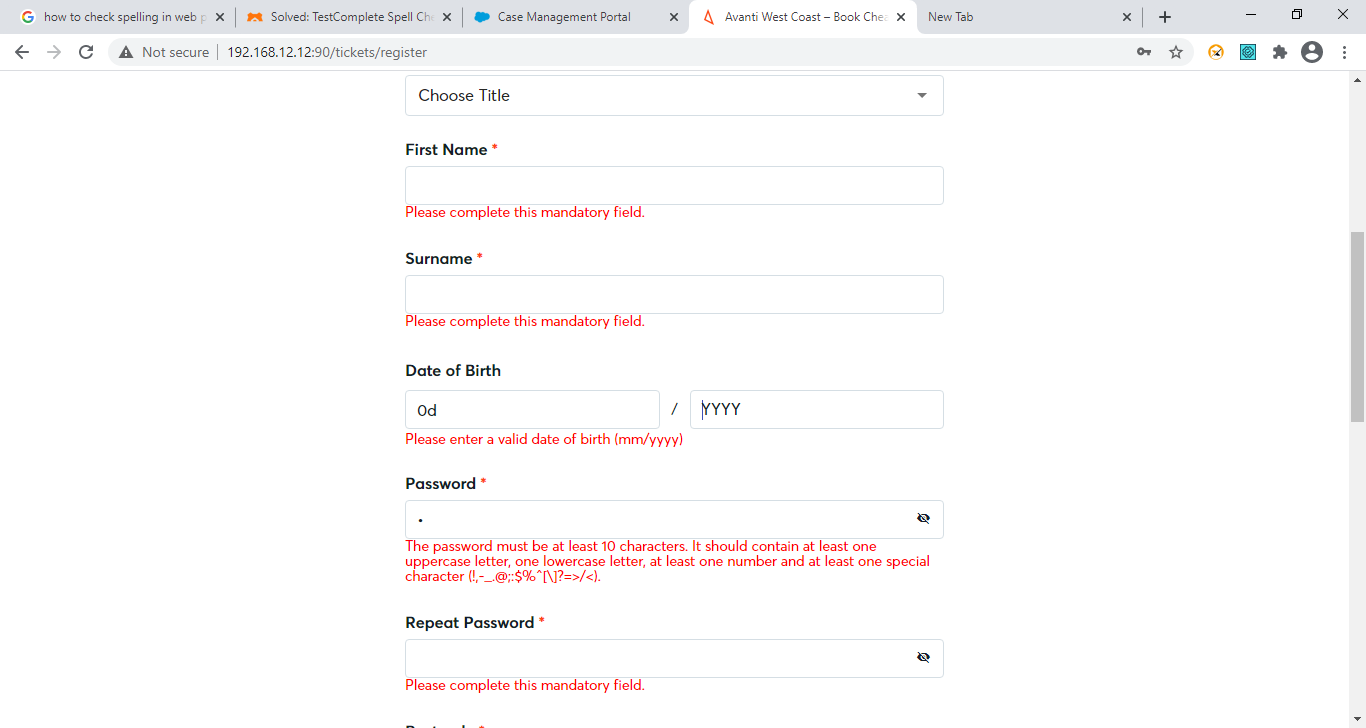 how to check spelling in web p
Solved: TestComplete Spell Che
Case Management Portal
Avanti West Coast – Book Chea
New Tab
Not secure
192.168.12.12:90/tickets/register
Choose Title
First Name *
Please complete this mandatory field.
Surname *
Please complete this mandatory field.
Date of Birth
0d / YYYY
Please enter a valid date of birth (mm/yyyy)
Password *
•
The password must be at least 10 characters. It should contain at least one
uppercase letter, one lowercase letter, at least one number and at least one special
character (!,-_.@;:$%^[\]?=>/<).
Repeat Password *
Please complete this mandatory field.